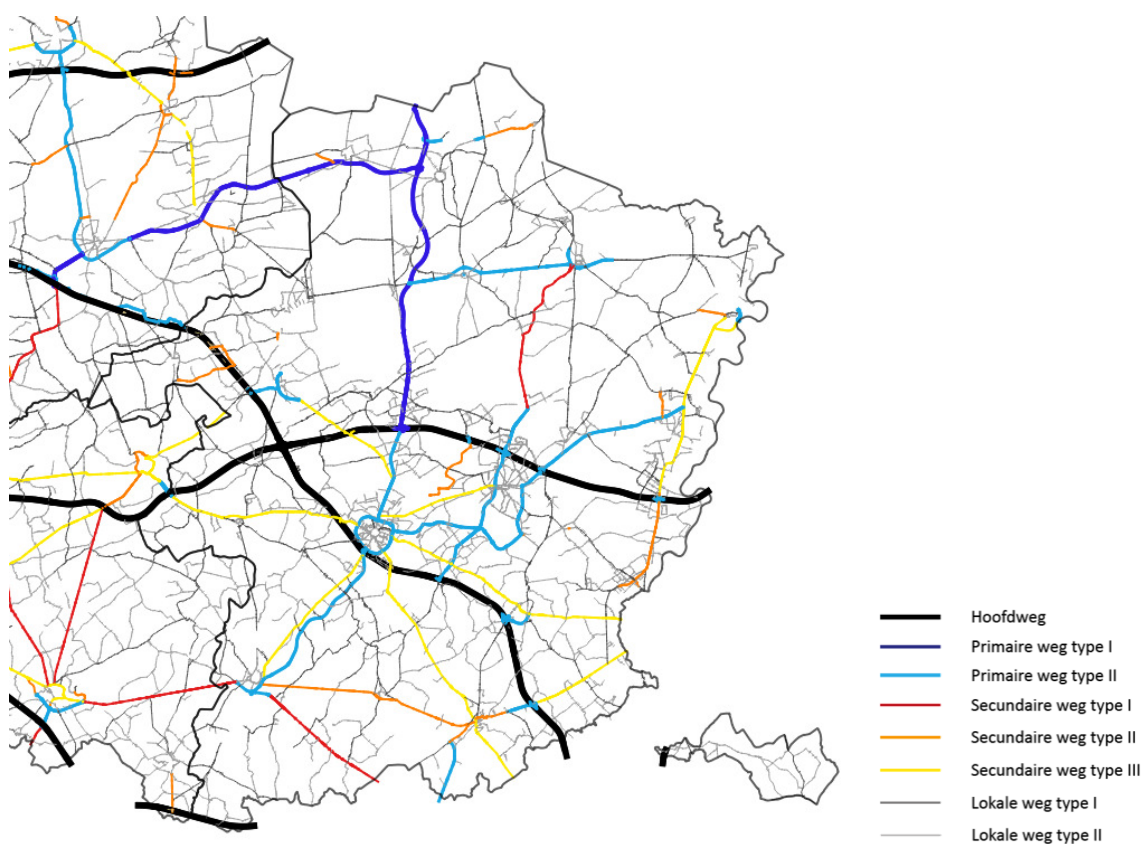 Hoofdweg
Primaire weg type I
Primaire weg type II
Secundaire weg type I
Secundaire weg type II
Secundaire weg type III
Lokale weg type I
Lokale weg type II